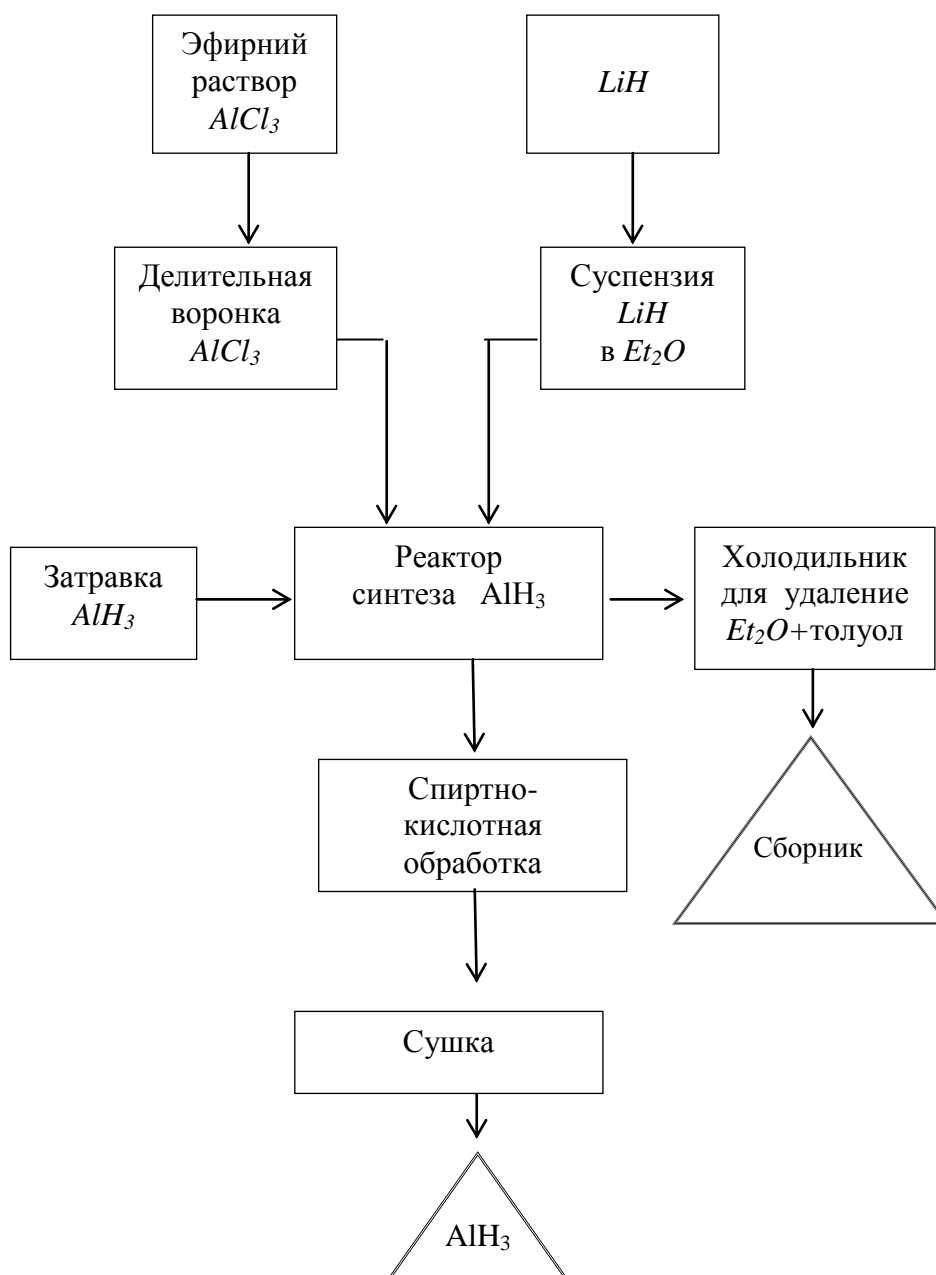 Эфирний
раствор
AlCl₃
LiH
Делительная
воронка
AlCl₃
Суспензия
LiH
в Et₂O
Затравка
AlH₃
Реактор
синтеза AlH₃
Холодильник
для удаление
Et₂O+толуол
Спиртно-
кислотная
обработка
Сборник
Сушка
AlH₃